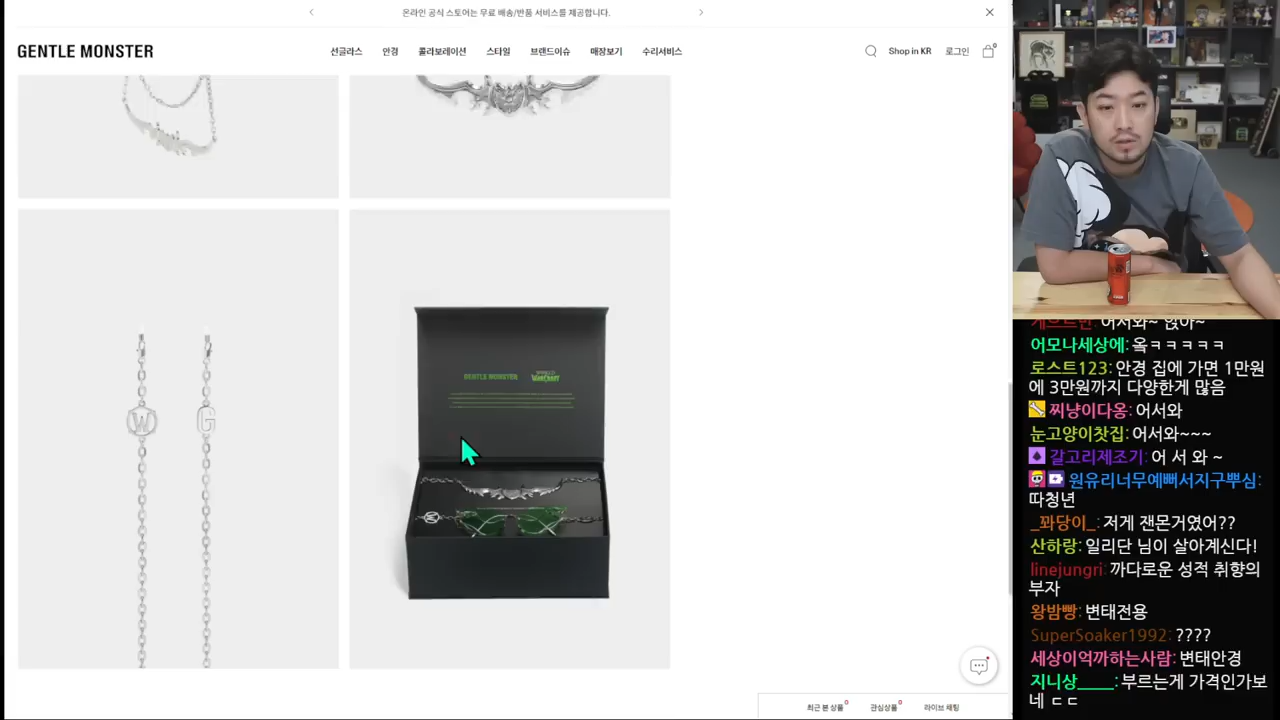 온라인 공식 스토어는 무료 배송/반품 서비스를 제공합니다.
GENTLE MONSTER
선글라스 안경 콜라보레이션 스타일 브랜드이슈 매장보기 수리서비스
Shop in KR 로그인 0
GENTLE MONSTER WARCRAFT
W G
W
최근 본 상품 0 관심상품 0 라이브 채팅
어서와~ 앉아~
어모나세상에: 옼ㅋㅋㅋㅋㅋ
로스트123: 안경 집에 가면 1만원
에 3만원까지 다양한게 많음
찌냥이다옹: 어서와
눈고양이찻집: 어서와~~~
갈고리제조기: 어 서 와 ~
원유리너무예뻐서지구뿌심:
따청년
_꽈당이_: 저게 잰몬거였어??
산하랑: 일리단 님이 살아계신다!
linejungri: 까다로운 성적 취향의
부자
왕밤빵: 변태전용
SuperSoaker1992: ????
세상이억까하는사람: 변태안경
지니상____: 부르는게 가격인가보
네 ㄷㄷ